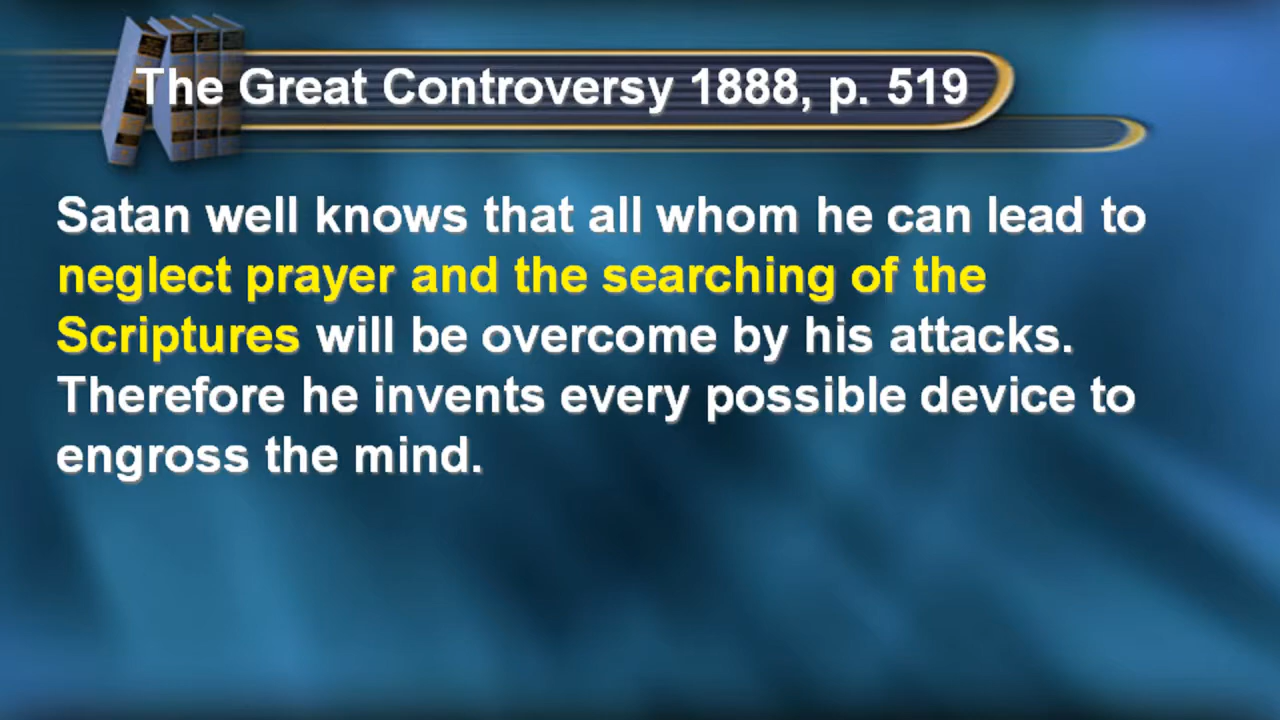 The Great Controversy 1888, p. 519
Satan well knows that all whom he can lead to
neglect prayer and the searching of the
Scriptures will be overcome by his attacks.
Therefore he invents every possible device to
engross the mind.